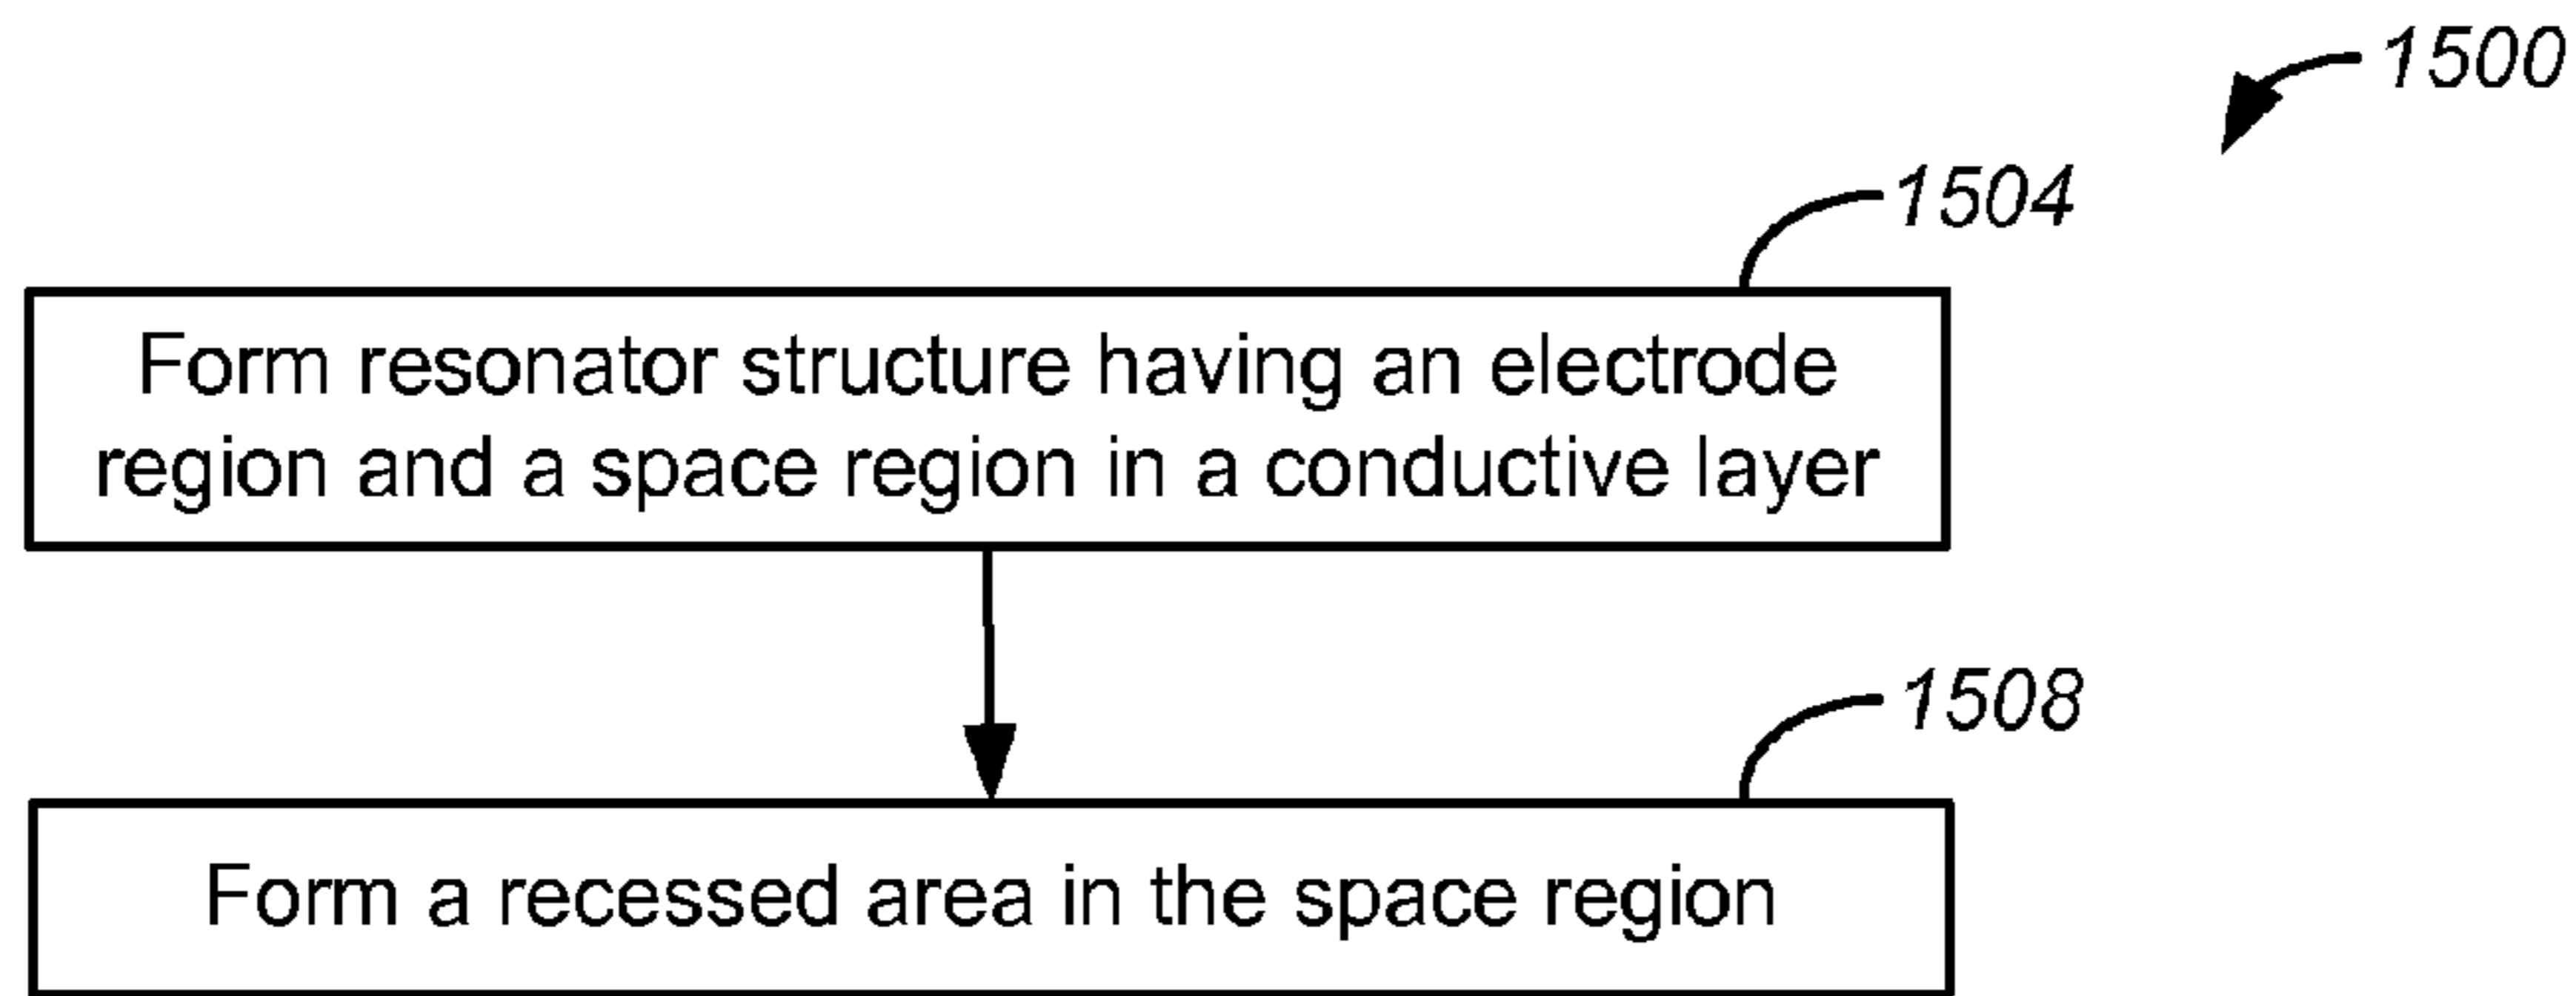 1500
1504
Form resonator structure having an electrode
region and a space region in a conductive layer
1508
Form a recessed area in the space region